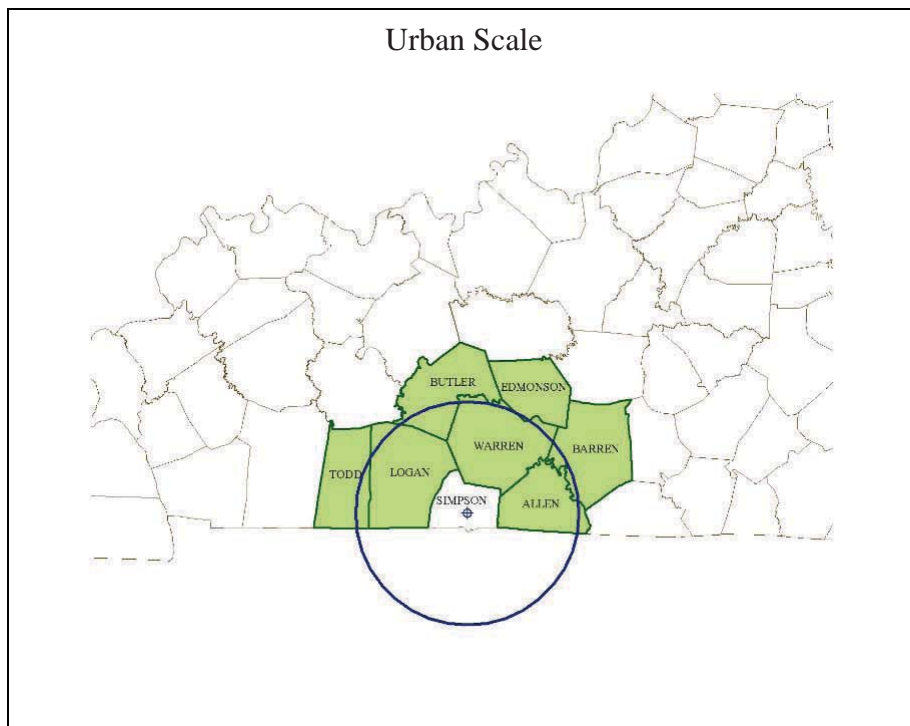 Urban Scale
BUTLER
EDMONSON
WARREN
BARREN
TODD
LOGAN
SIMPSON
ALLEN